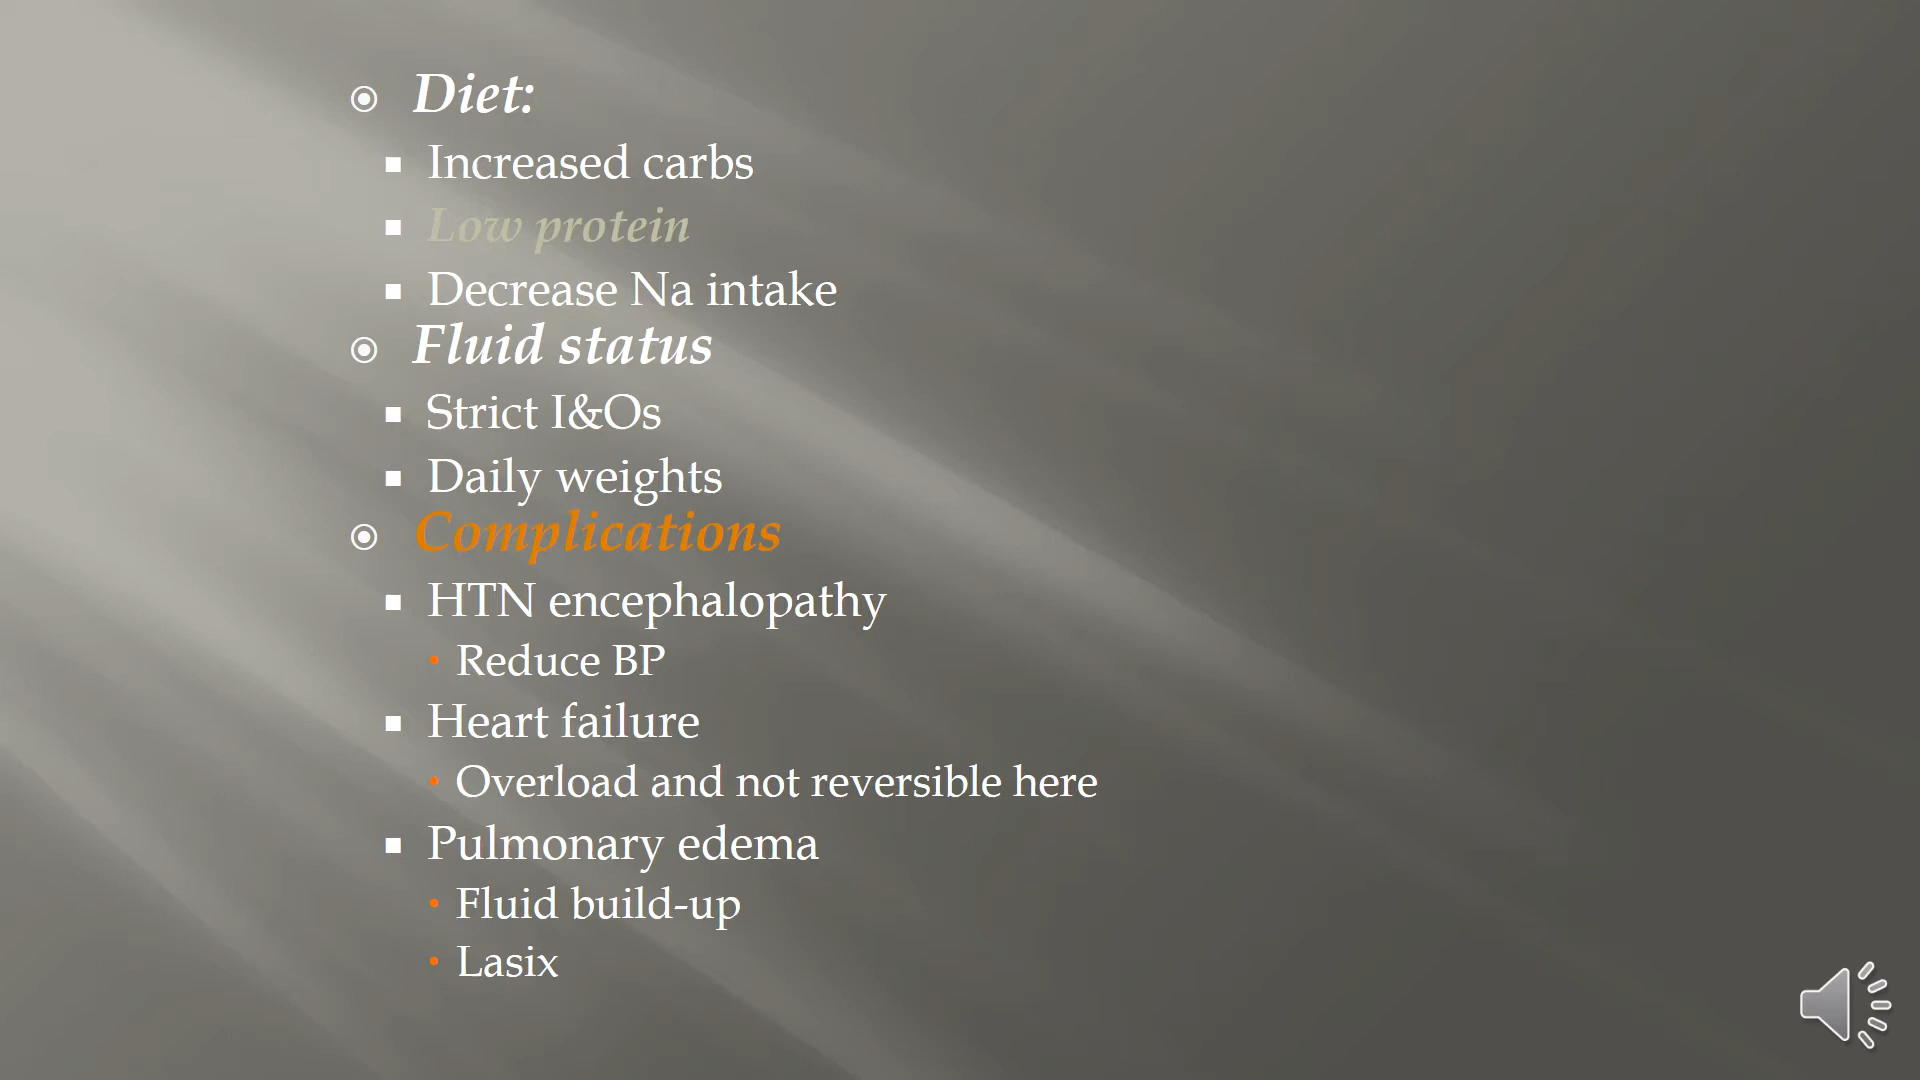 Diet:
Increased carbs
Low protein
Decrease Na intake
Fluid status
Strict I&Os
Daily weights
Complications
HTN encephalopathy
Reduce BP
Heart failure
Overload and not reversible here
Pulmonary edema
Fluid build-up
Lasix